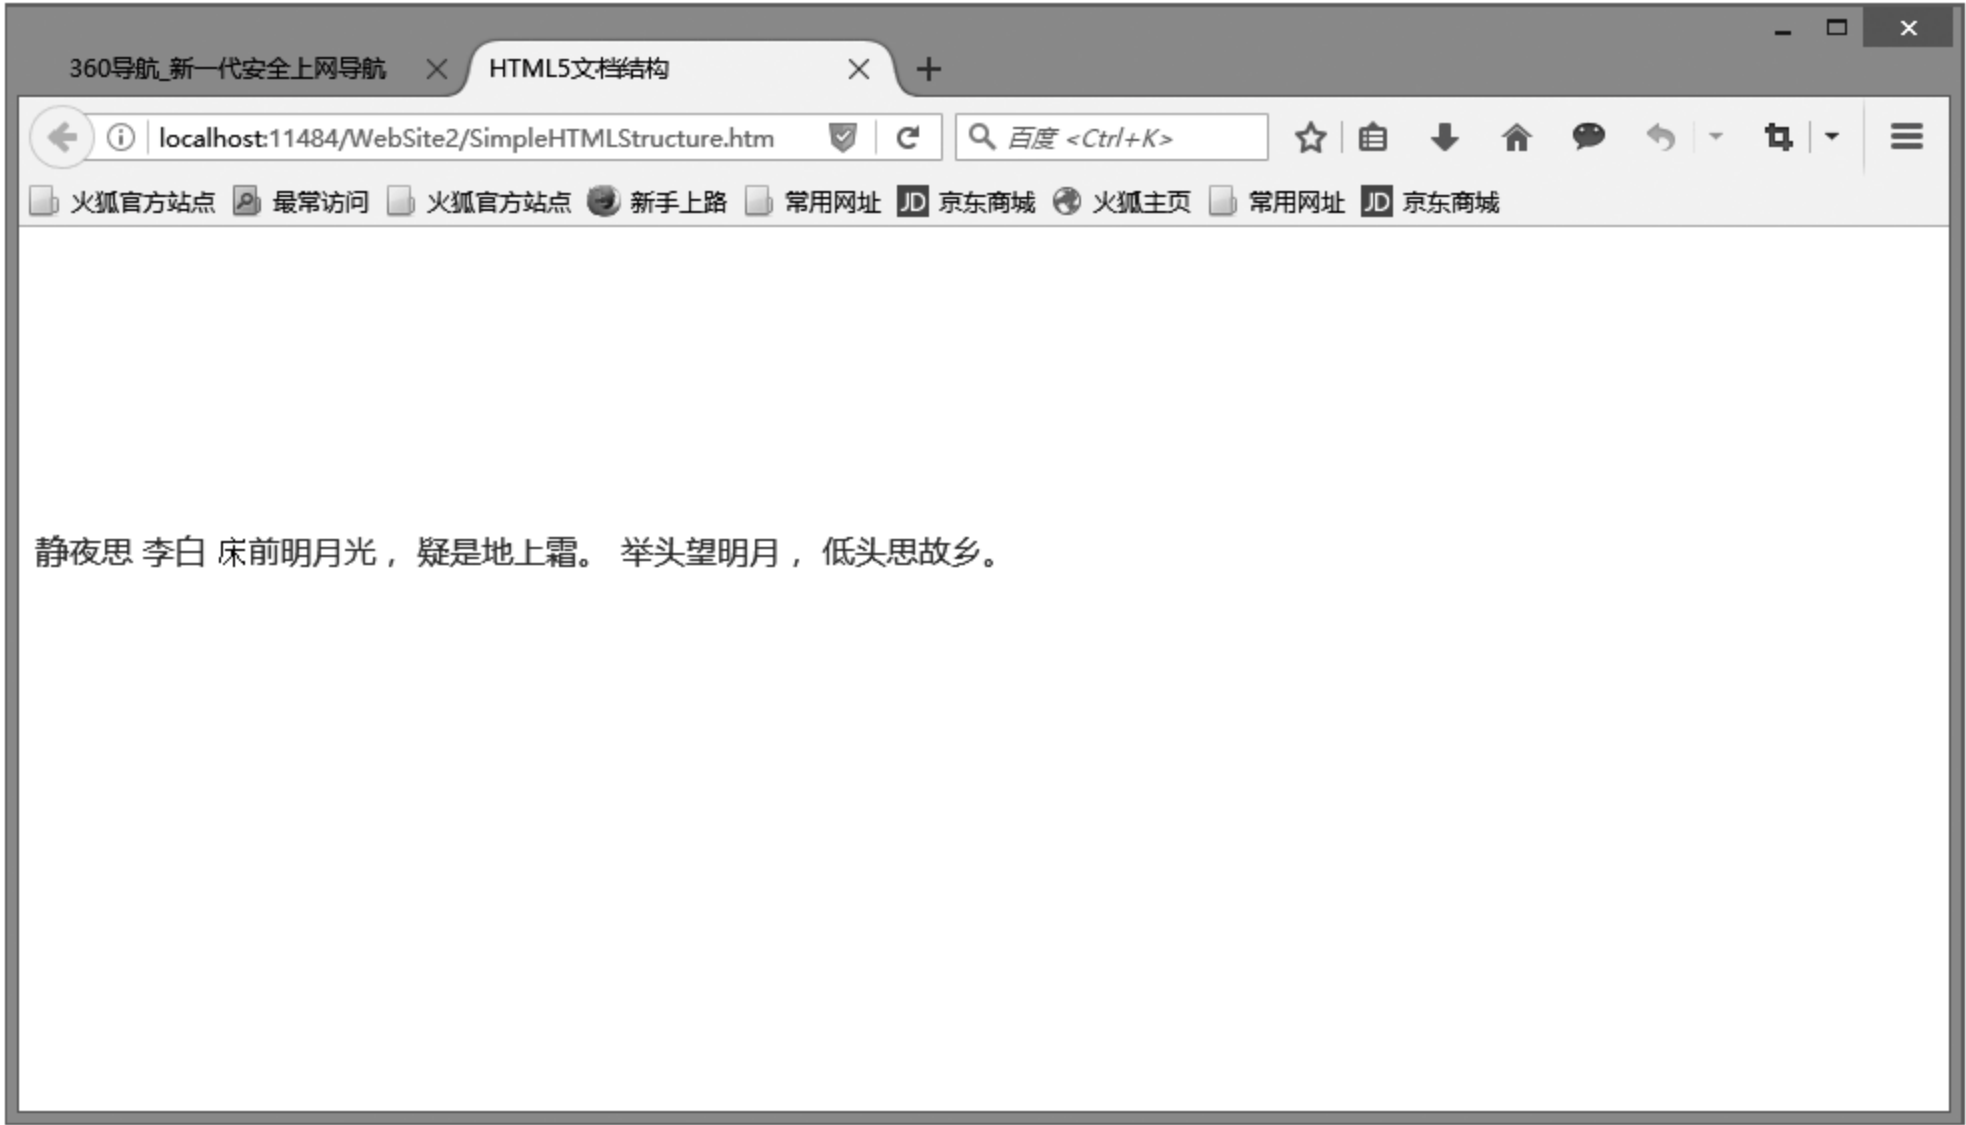 360导航_新一代安全上网导航 HTML5文档结构
localhost:11484/WebSite2/SimpleHTMLStructure.htm 百度 <Ctrl+K>
火狐官方站点 最常访问 火狐官方站点 新手上路 常用网址 JD 京东商城 火狐主页 常用网址 JD 京东商城
静夜思 李白 床前明月光， 疑是地上霜。 举头望明月， 低头思故乡。